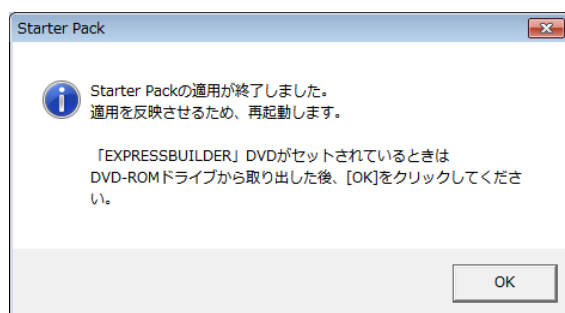 Starter Pack
Starter Packの適用が終了しました。
適用を反映させるため、再起動します。
「EXPRESSBUILDER」DVDがセットされているときは
DVD-ROMドライブから取り出した後、[OK]をクリックしてくださ
い。
OK